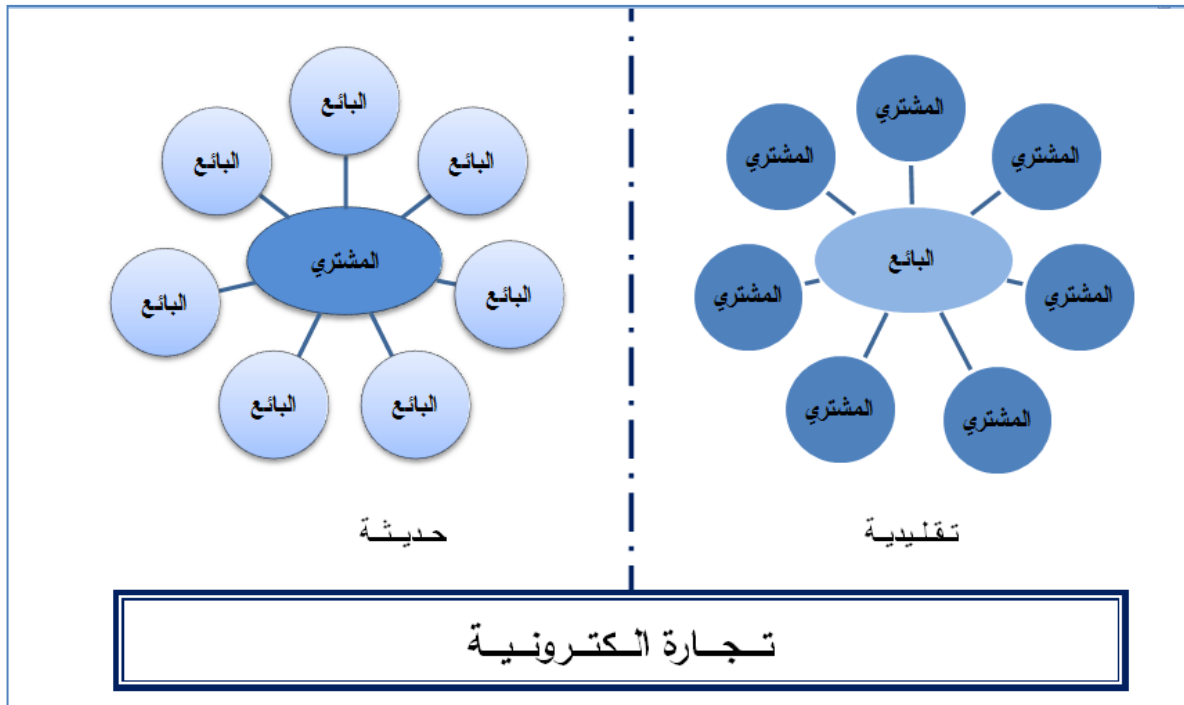 المشتري
المشتري
المشتري
البائع
المشتري
المشتري
المشتري
المشتري
تقليدية
البائع
البائع
البائع
المشتري
البائع
البائع
البائع
البائع
حديثة
تجارة الكترونية